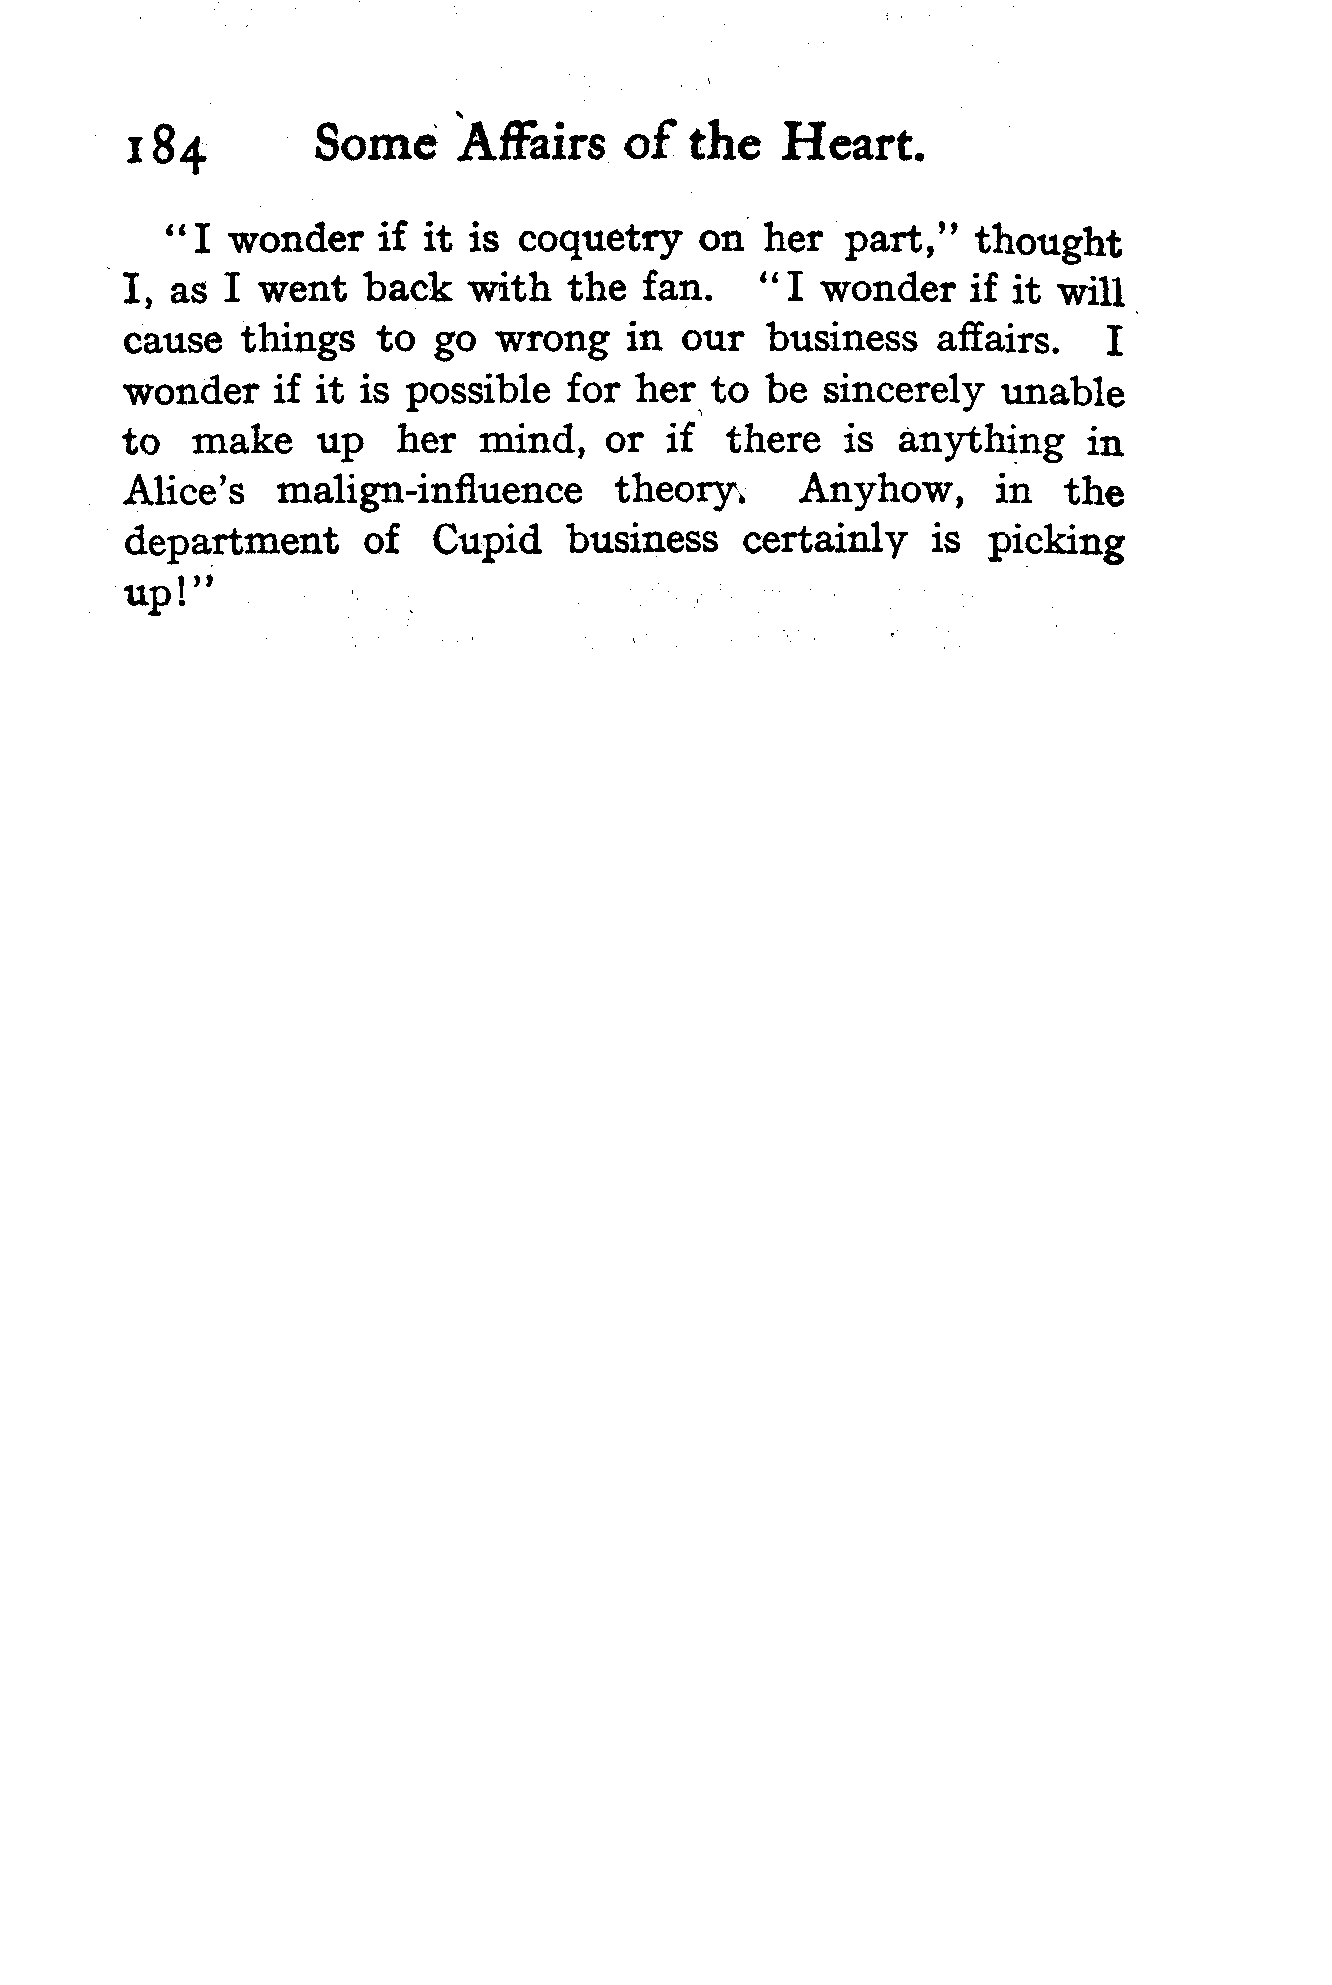 184 Some Affairs of the Heart.
"I wonder if it is coquetry on her part," thought
I, as I went back with the fan. "I wonder if it will
cause things to go wrong in our business affairs. I
wonder if it is possible for her to be sincerely unable
to make up her mind, or if there is anything in
Alice's malign-influence theory. Anyhow, in the
department of Cupid business certainly is picking
up!"